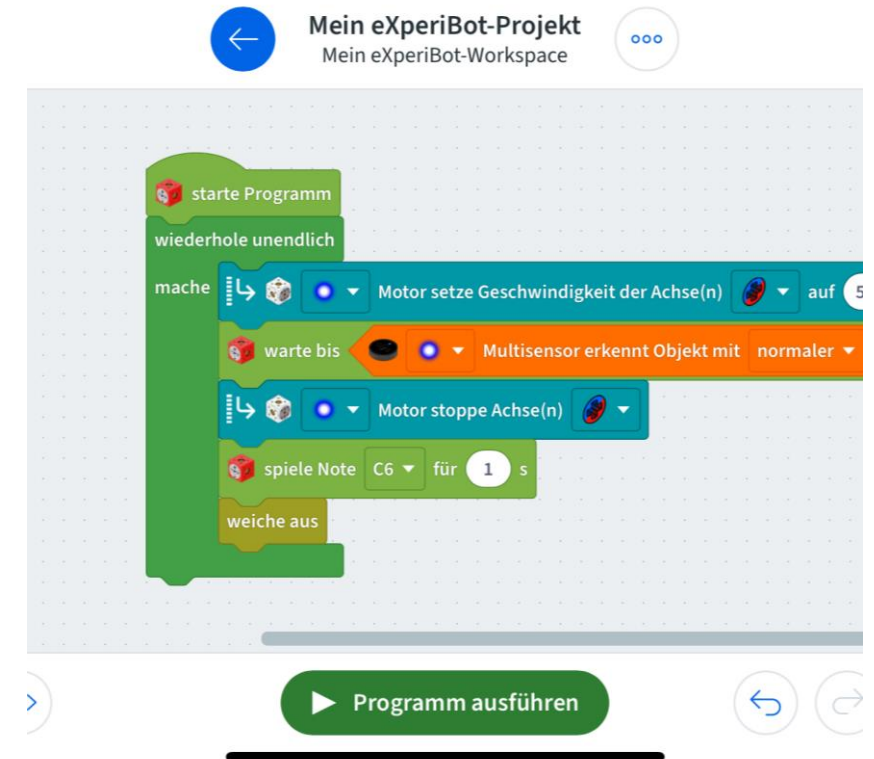 Mein eXperiBot-Projekt
Mein eXperiBot-Workspace
starte Programm
wiederhole unendlich
mache Motor setze Geschwindigkeit der Achse(n) auf 5
warte bis Multisensor erkennt Objekt mit normaler
Motor stoppe Achse(n)
spiele Note C6 für 1 s
weiche aus
Programm ausführen